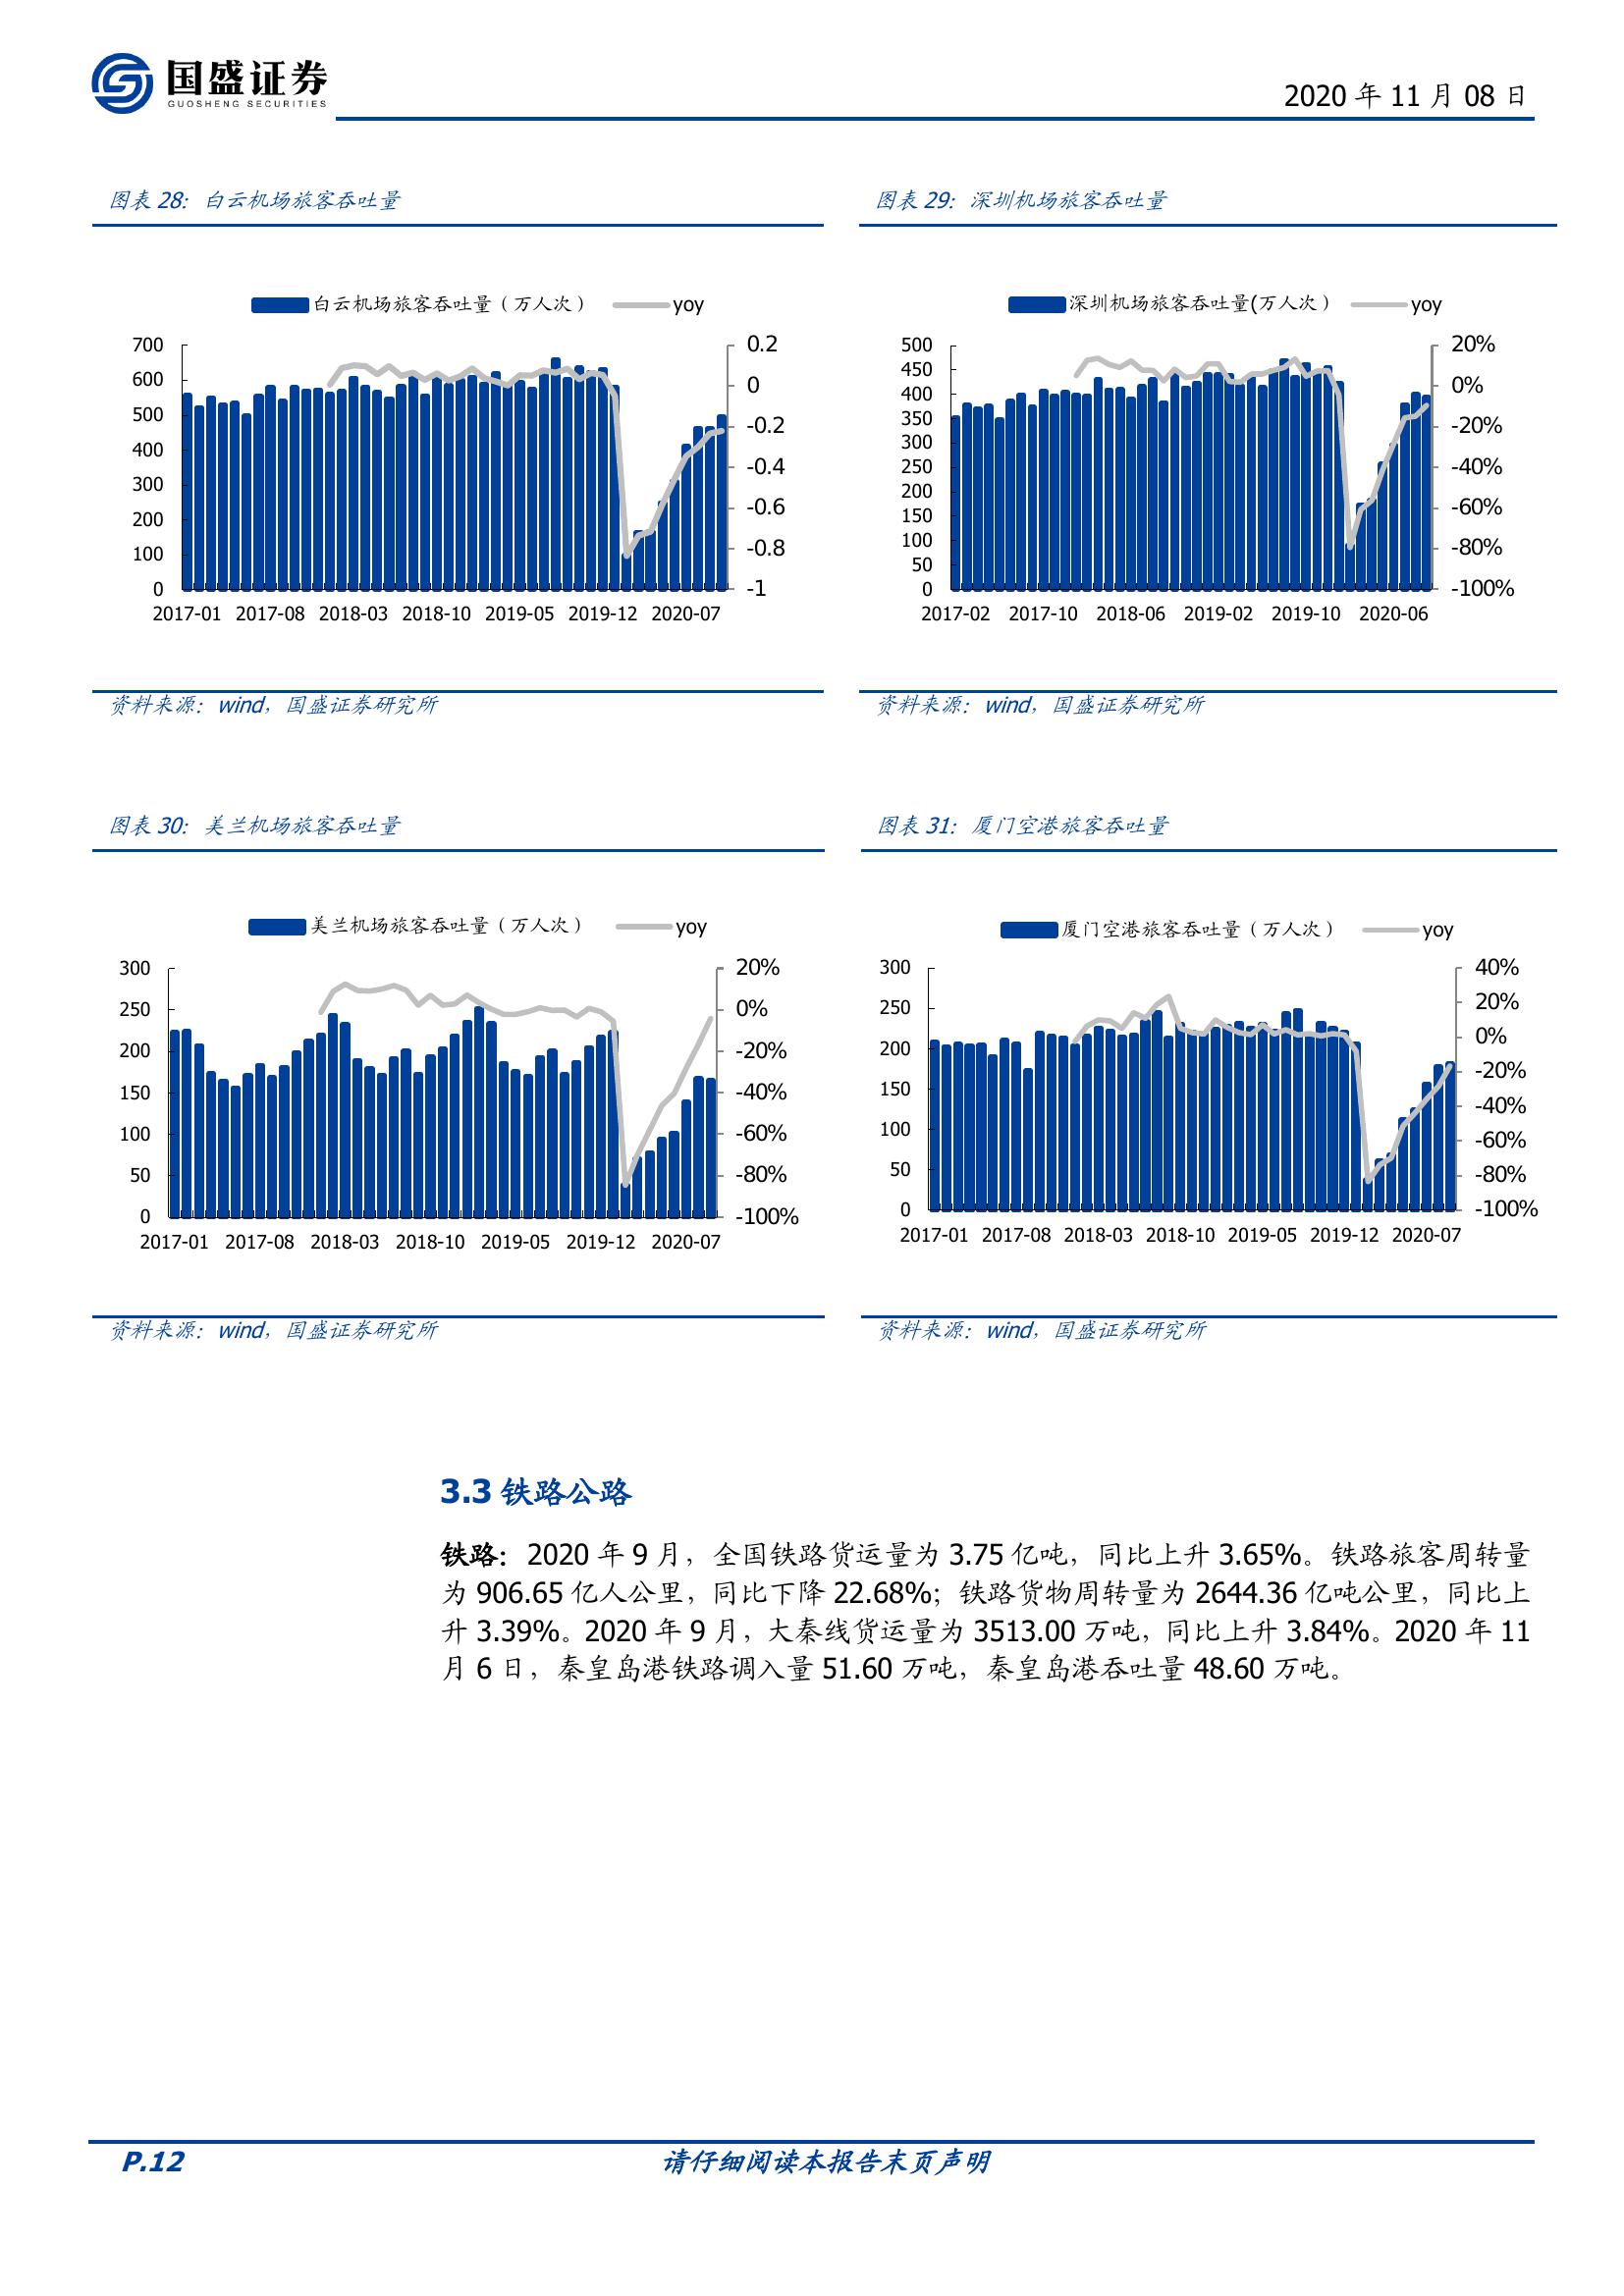 国盛证券
GUOSHENG SECURITIES
2020 年 11 月 08 日
图表 28：白云机场旅客吞吐量
白云机场旅客吞吐量（万人次） yoy
700
600
500
400
300
200
100
0
0.2
0
-0.2
-0.4
-0.6
-0.8
-1
2017-01 2017-08 2018-03 2018-10 2019-05 2019-12 2020-07
资料来源：wind，国盛证券研究所
图表 29：深圳机场旅客吞吐量
深圳机场旅客吞吐量(万人次） yoy
500
450
400
350
300
250
200
150
100
50
0
20%
0%
-20%
-40%
-60%
-80%
-100%
2017-02 2017-10 2018-06 2019-02 2019-10 2020-06
资料来源：wind，国盛证券研究所
图表 30：美兰机场旅客吞吐量
美兰机场旅客吞吐量（万人次） yoy
300
250
200
150
100
50
0
20%
0%
-20%
-40%
-60%
-80%
-100%
2017-01 2017-08 2018-03 2018-10 2019-05 2019-12 2020-07
资料来源：wind，国盛证券研究所
图表 31：厦门空港旅客吞吐量
厦门空港旅客吞吐量（万人次） yoy
300
250
200
150
100
50
0
40%
20%
0%
-20%
-40%
-60%
-80%
-100%
2017-01 2017-08 2018-03 2018-10 2019-05 2019-12 2020-07
资料来源：wind，国盛证券研究所
3.3 铁路公路
铁路：2020 年 9 月，全国铁路货运量为 3.75 亿吨，同比上升 3.65%。铁路旅客周转量
为 906.65 亿人公里，同比下降 22.68%；铁路货物周转量为 2644.36 亿吨公里，同比上
升 3.39%。2020 年 9 月，大秦线货运量为 3513.00 万吨，同比上升 3.84%。2020 年 11
月 6 日，秦皇岛港铁路调入量 51.60 万吨，秦皇岛港吞吐量 48.60 万吨。
P.12
请仔细阅读本报告末页声明